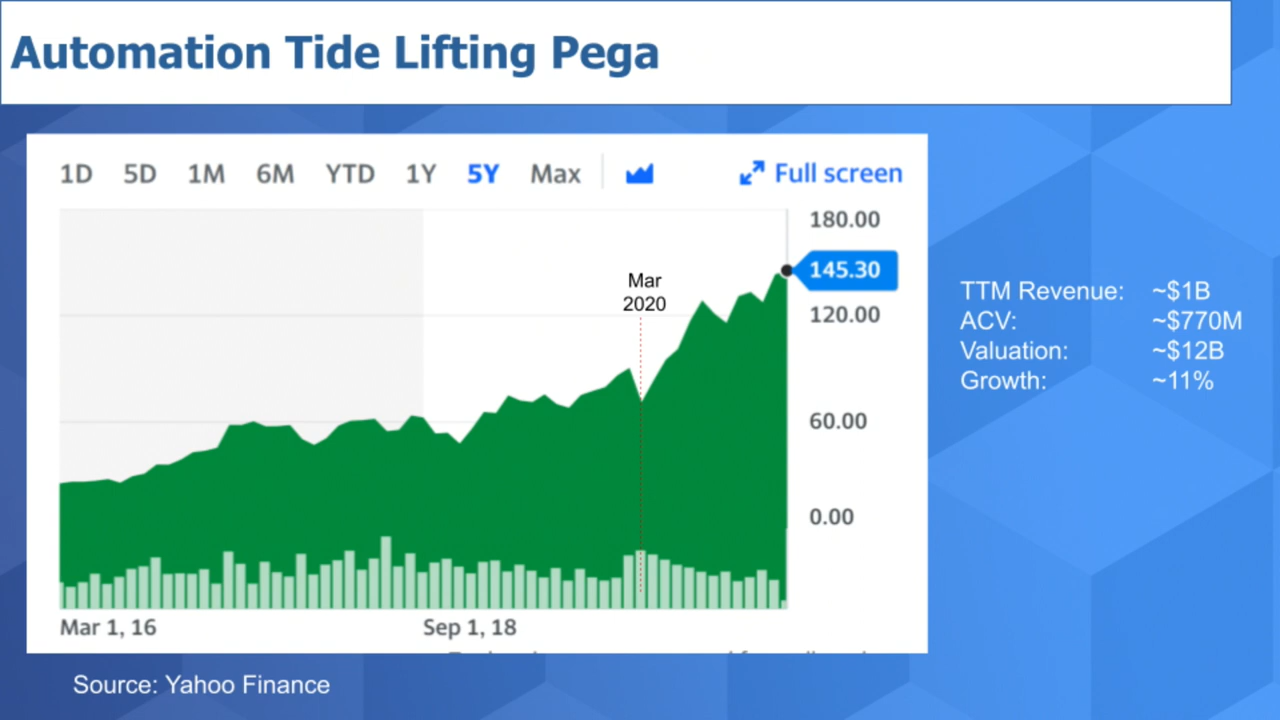 Automation Tide Lifting Pega
1D 5D 1M 6M YTD 1Y 5Y Max Full screen
180.00
145.30
Mar
2020
120.00
60.00
0.00
Mar 1, 16 Sep 1, 18
TTM Revenue: ~$1B
ACV: ~$770M
Valuation: ~$12B
Growth: ~11%
Source: Yahoo Finance